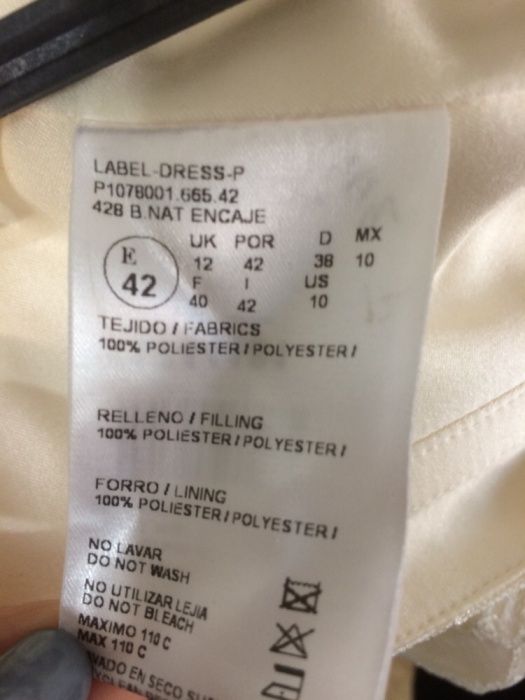 LABEL-DRESS-P
P1078001.665.42
428 B.NAT ENCAJE
UK POR D MX
E 12 42 38 10
42 F I US
40 42 10
TEJIDO / FABRICS
100% POLIESTER / POLYESTER /
RELLENO / FILLING
100% POLIESTER / POLYESTER /
FORRO / LINING
100% POLIESTER / POLYESTER /
NO LAVAR
DO NOT WASH
NO UTILIZAR LEJIA
DO NOT BLEACH
MAXIMO 110 C
MAX 110 C
EN SECO